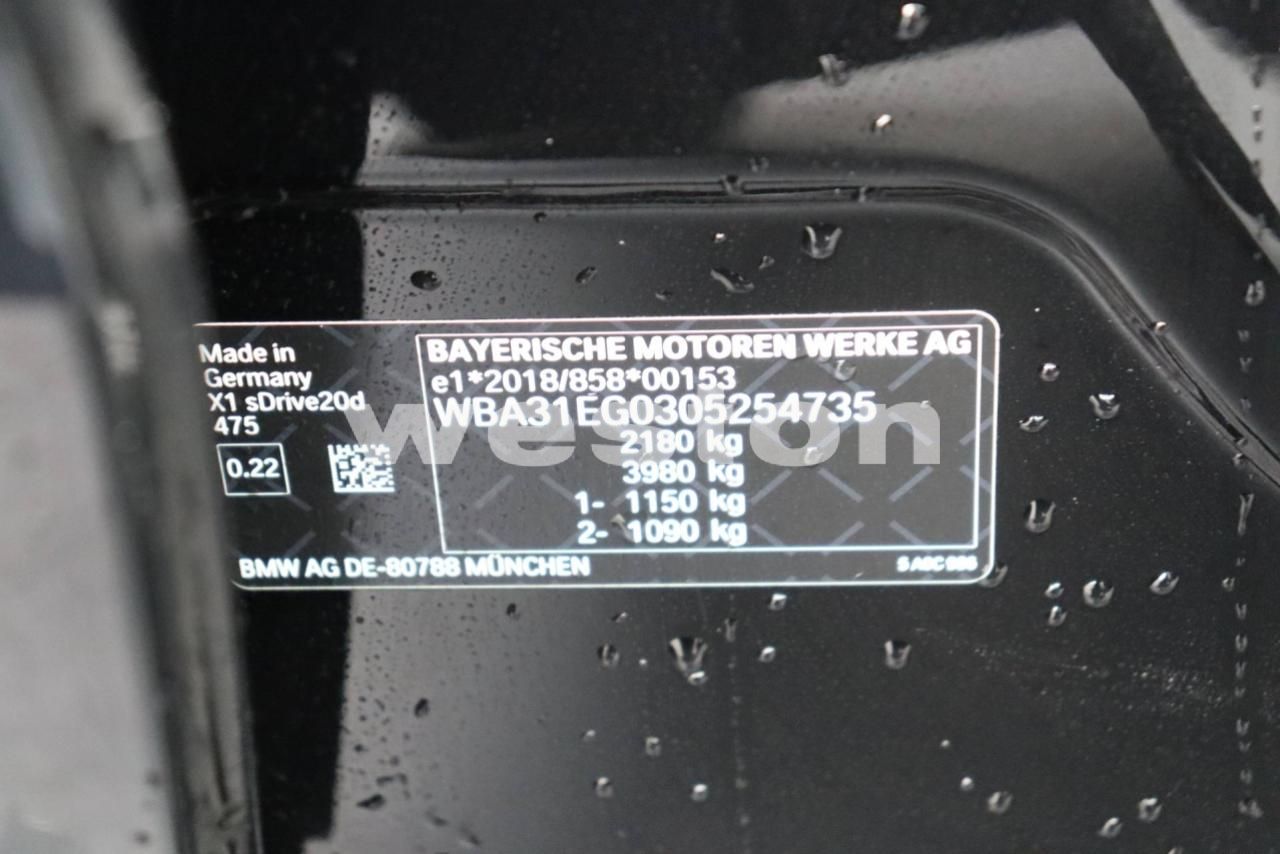 Made in
Germany
X1 sDrive20d
475
0.22
BAYERISCHE MOTOREN WERKE AG
e1*2018/858*00153
WBA31EG0305254735
2180 kg
3980 kg
1- 1150 kg
2- 1090 kg
BMW AG DE-80788 MÜNCHEN
weston